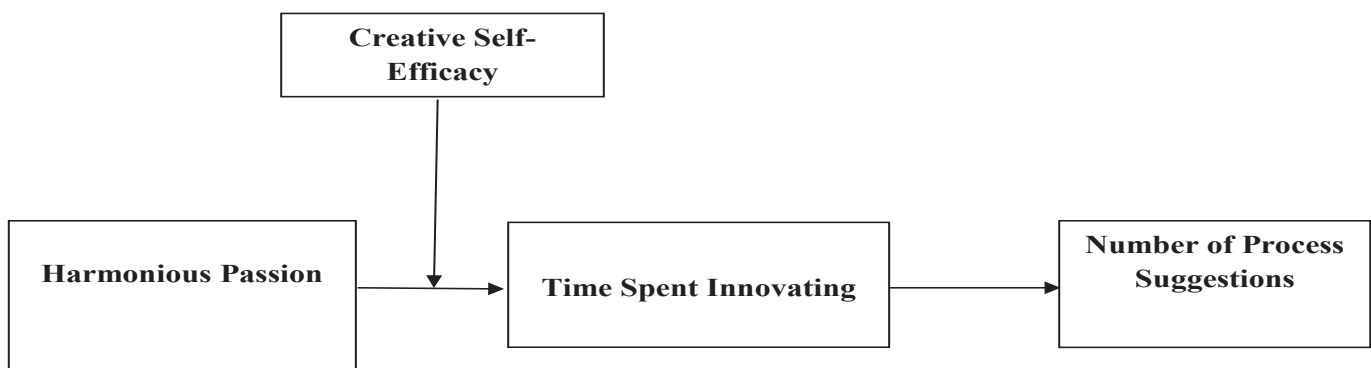 Creative Self-
Efficacy
Harmonious Passion
Time Spent Innovating
Number of Process
Suggestions